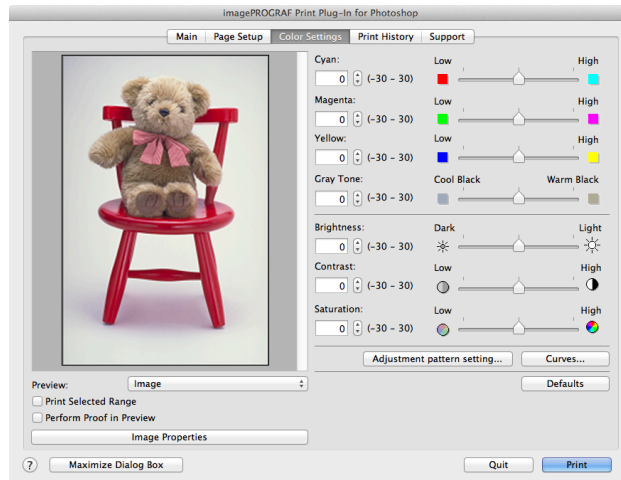 imagePROGRAF Print Plug-In for Photoshop
Main Page Setup Color Settings Print History Support
Cyan: Low High
0 (-30 – 30)
Magenta: Low High
0 (-30 – 30)
Yellow: Low High
0 (-30 – 30)
Gray Tone: Cool Black Warm Black
0 (-30 – 30)
Brightness: Dark Light
0 (-30 – 30)
Contrast: Low High
0 (-30 – 30)
Saturation: Low High
0 (-30 – 30)
Adjustment pattern setting... Curves...
Preview: Image Defaults
Print Selected Range
Perform Proof in Preview
Image Properties
? Maximize Dialog Box Quit Print